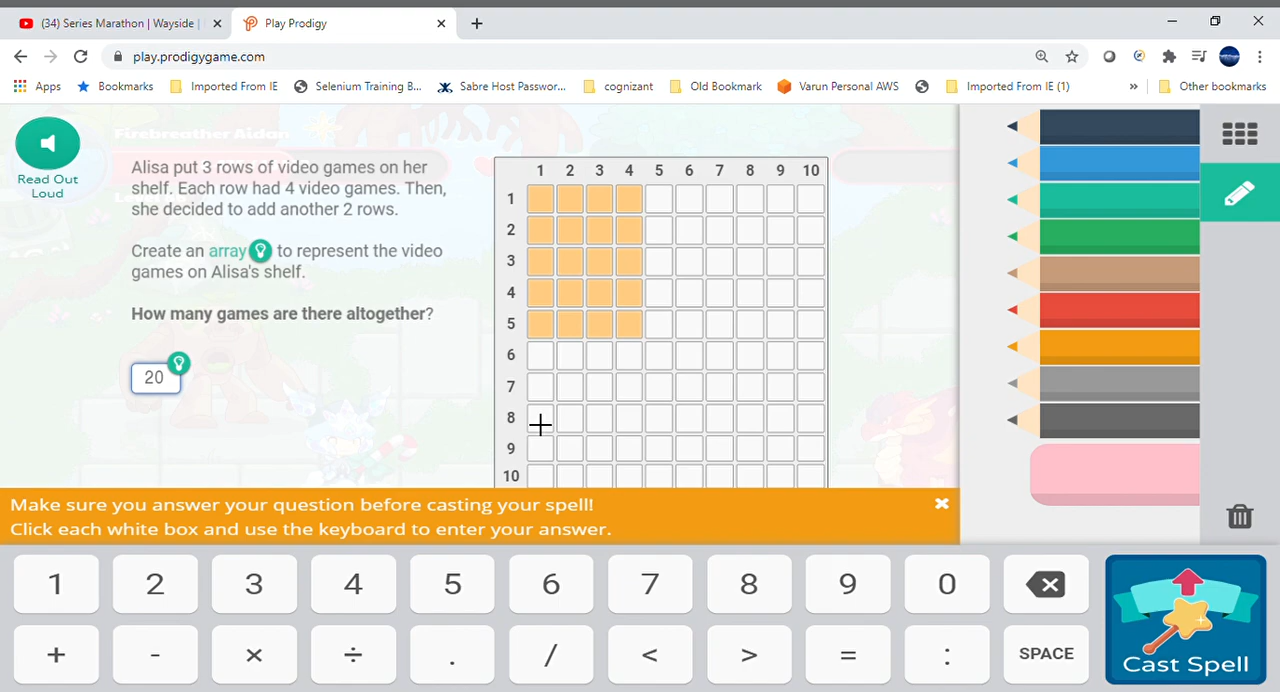 (34) Series Marathon | Wayside |
Play Prodigy
play.prodigygame.com
Apps
Bookmarks
Imported From IE
Selenium Training B...
Sabre Host Passwor...
cognizant
Old Bookmark
Varun Personal AWS
Imported From IE (1)
»
Other bookmarks
Firebreather Aidan
Read Out
Loud
Alisa put 3 rows of video games on her
shelf. Each row had 4 video games. Then,
she decided to add another 2 rows.
Create an array to represent the video
games on Alisa's shelf.
How many games are there altogether?
20
1 2 3 4 5 6 7 8 9 10
1
2
3
4
5
6
7
8
9
10
Make sure you answer your question before casting your spell!
Click each white box and use the keyboard to enter your answer.
1 2 3 4 5 6 7 8 9 0
+ - × ÷ . / < > = : SPACE
Cast Spell